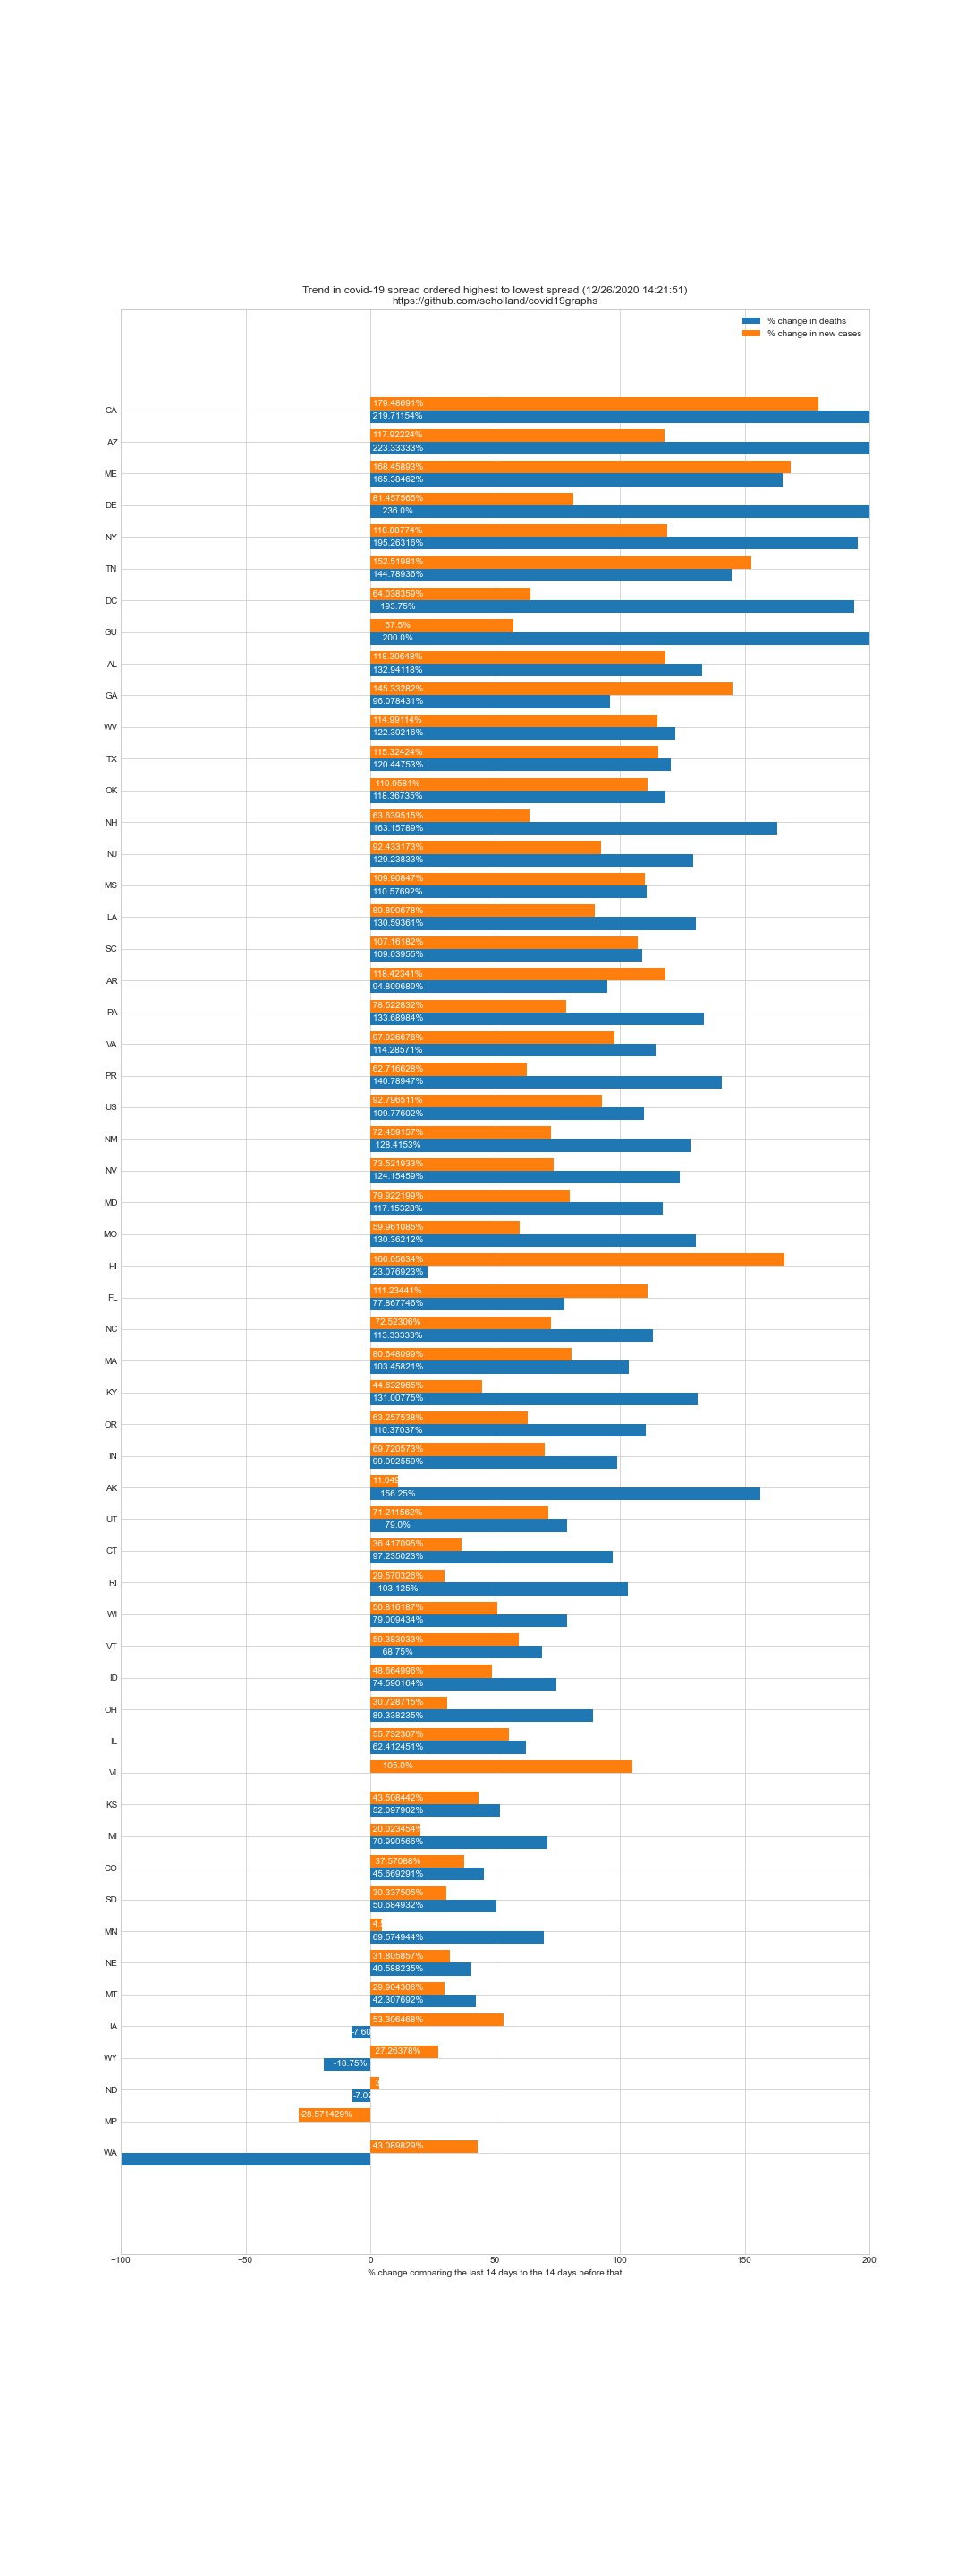 Trend in covid-19 spread ordered highest to lowest spread (12/26/2020 14:21:51)
https://github.com/seholland/covid19graphs
% change in deaths
% change in new cases
179.48691%
CA
219.71154%
117.92224%
AZ
223.33333%
168.45893%
ME
165.38462%
81.457565%
DE
236.0%
118.88774%
NY
195.26316%
152.51981%
TN
144.78936%
64.038359%
DC
193.75%
57.5%
GU
200.0%
118.30648%
AL
132.94118%
145.33282%
GA
96.078431%
114.99114%
WV
122.30216%
115.32424%
TX
120.44753%
110.9581%
OK
118.36735%
63.639515%
NH
163.15789%
92.433173%
NJ
129.23833%
109.90847%
MS
110.57692%
89.890678%
LA
130.59361%
107.16182%
SC
109.03955%
118.42341%
AR
94.809689%
78.522832%
PA
133.68984%
97.926676%
VA
114.28571%
62.716628%
PR
140.78947%
92.796511%
US
109.77602%
72.459157%
NM
128.4153%
73.521933%
NV
124.15459%
79.922199%
MD
117.15328%
59.961085%
MO
130.36212%
166.05634%
HI
23.076923%
111.23441%
FL
77.867746%
72.52306%
NC
113.33333%
80.648099%
MA
103.45821%
44.632965%
KY
131.00775%
63.257538%
OR
110.37037%
69.720573%
IN
99.092559%
11.049
AK
156.25%
71.211562%
UT
79.0%
36.417095%
CT
97.235023%
29.570326%
RI
103.125%
50.816187%
WI
79.009434%
59.383033%
VT
68.75%
48.664996%
ID
74.590164%
30.728715%
OH
89.338235%
55.732307%
IL
62.412451%
105.0%
VI
43.508442%
KS
52.097902%
20.023454%
MI
70.990566%
37.57088%
CO
45.669291%
30.337505%
SD
50.684932%
4.
MN
69.574944%
31.805857%
NE
40.588235%
29.904306%
MT
42.307692%
53.306468%
IA
-7.60
27.26378%
WY
-18.75%
ND
-7.09
-28.571429%
MP
43.089829%
WA
−100
−50
0
50
100
150
200
% change comparing the last 14 days to the 14 days before that